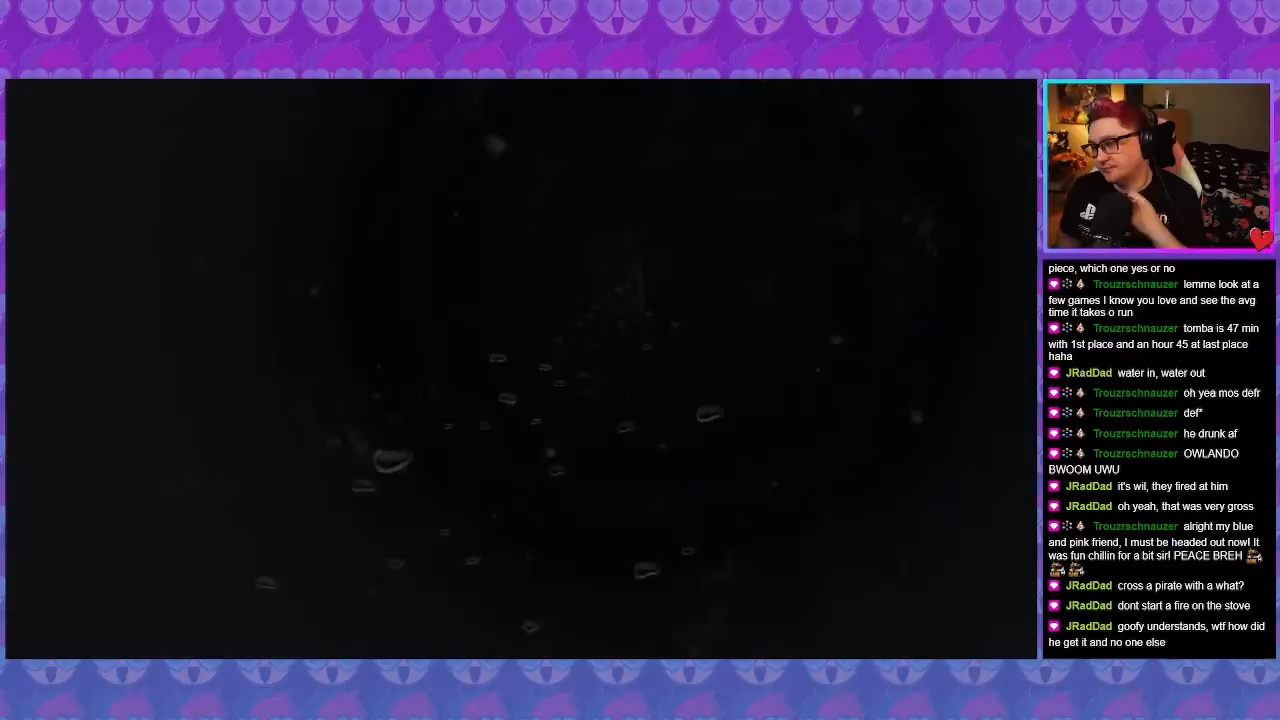 piece, which one yes or no
Trouzrschnauzer lemme look at a
few games I know you love and see the avg
time it takes o run
Trouzrschnauzer tomba is 47 min
with 1st place and an hour 45 at last place
haha
JRadDad water in, water out
Trouzrschnauzer oh yea mos defr
Trouzrschnauzer def*
Trouzrschnauzer he drunk af
Trouzrschnauzer OWLANDO
BWOOM UWU
JRadDad it's wil, they fired at him
JRadDad oh yeah, that was very gross
Trouzrschnauzer alright my blue
and pink friend, I must be headed out now! It
was fun chillin for a bit sir! PEACE BREH
JRadDad cross a pirate with a what?
JRadDad dont start a fire on the stove
JRadDad goofy understands, wtf how did
he get it and no one else